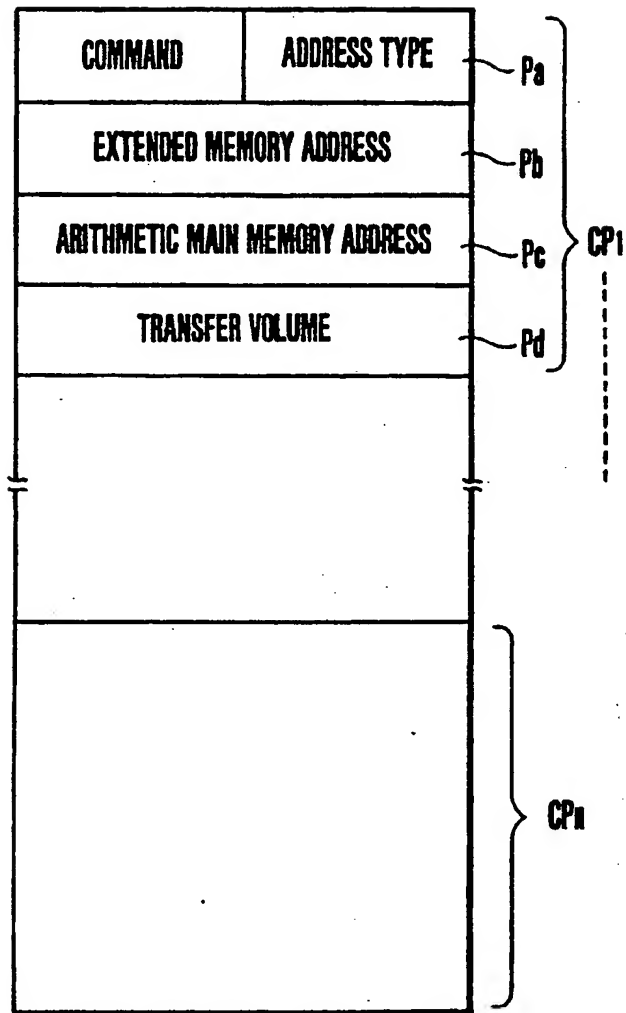 COMMAND ADDRESS TYPE Pa
EXTENDED MEMORY ADDRESS Pb
ARITHMETIC MAIN MEMORY ADDRESS Pc CP1
TRANSFER VOLUME Pd
CPn